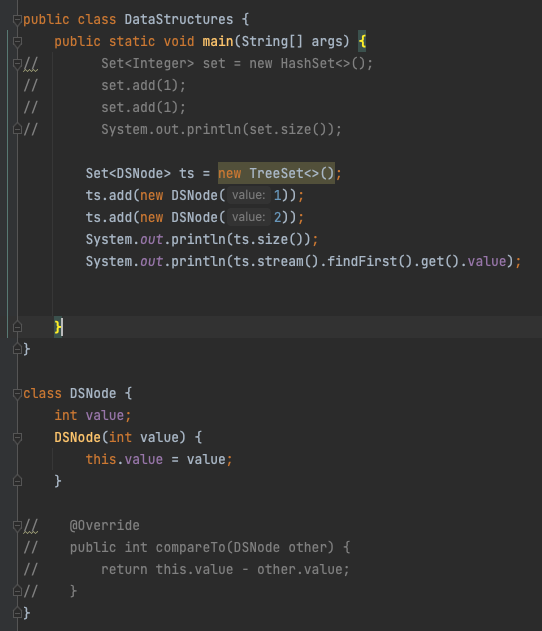 public class DataStructures {
    public static void main(String[] args) {
//        Set<Integer> set = new HashSet<>();
//        set.add(1);
//        set.add(1);
//        System.out.println(set.size());
        Set<DSNode> ts = new TreeSet<>();
        ts.add(new DSNode( value: 1));
        ts.add(new DSNode( value: 2));
        System.out.println(ts.size());
        System.out.println(ts.stream().findFirst().get().value);
    }
}
class DSNode {
    int value;
    DSNode(int value) {
        this.value = value;
    }
//    @Override
//    public int compareTo(DSNode other) {
//        return this.value - other.value;
//    }
}